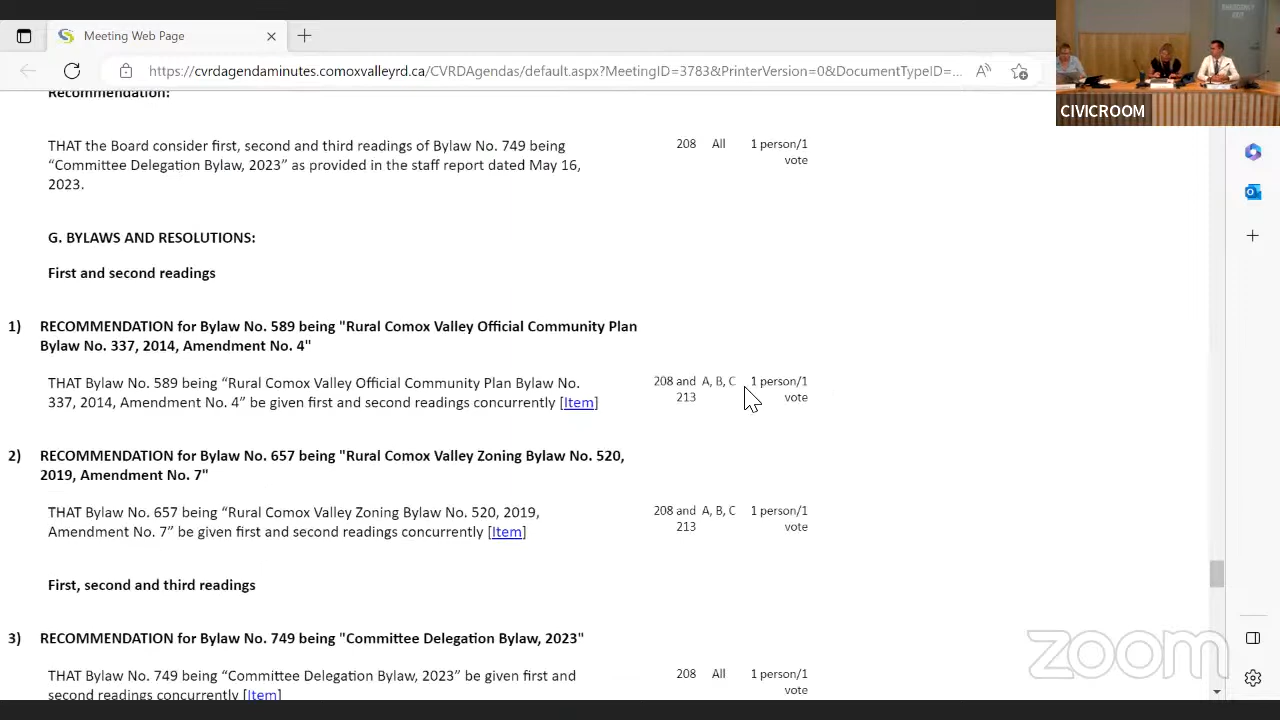 Meeting Web Page
https://cvrdagendaminutes.comoxvalleyrd.ca/CVRDAgendas/default.aspx?MeetingID=3783&PrinterVersion=0&DocumentTypeID=...
EMERGENCY
EXIT
CIVICROOM
Recommendation:
THAT the Board consider first, second and third readings of Bylaw No. 749 being 208 All 1 person/1
“Committee Delegation Bylaw, 2023” as provided in the staff report dated May 16, vote
2023.
G. BYLAWS AND RESOLUTIONS:
First and second readings
1) RECOMMENDATION for Bylaw No. 589 being "Rural Comox Valley Official Community Plan
Bylaw No. 337, 2014, Amendment No. 4"
THAT Bylaw No. 589 being “Rural Comox Valley Official Community Plan Bylaw No. 208 and A, B, C 1 person/1
337, 2014, Amendment No. 4” be given first and second readings concurrently [Item] 213 vote
2) RECOMMENDATION for Bylaw No. 657 being "Rural Comox Valley Zoning Bylaw No. 520,
2019, Amendment No. 7"
THAT Bylaw No. 657 being “Rural Comox Valley Zoning Bylaw No. 520, 2019, 208 and A, B, C 1 person/1
Amendment No. 7” be given first and second readings concurrently [Item] 213 vote
First, second and third readings
3) RECOMMENDATION for Bylaw No. 749 being "Committee Delegation Bylaw, 2023"
THAT Bylaw No. 749 being “Committee Delegation Bylaw, 2023” be given first and 208 All 1 person/1
second readings concurrently [Item] vote
zoom